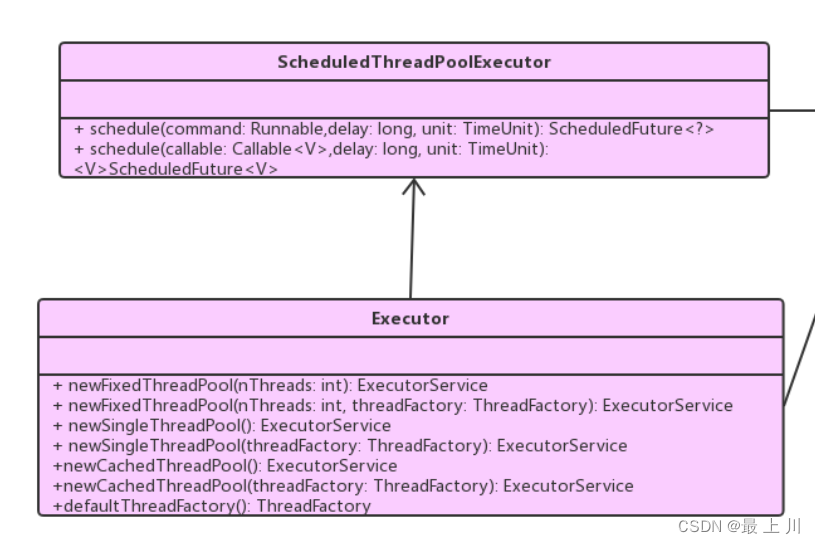 ScheduledThreadPoolExecutor
+ schedule(command: Runnable,delay: long, unit: TimeUnit): ScheduledFuture<?>
+ schedule(callable: Callable<V>,delay: long, unit: TimeUnit):
<V>ScheduledFuture<V>
Executor
+ newFixedThreadPool(nThreads: int): ExecutorService
+ newFixedThreadPool(nThreads: int, threadFactory: ThreadFactory): ExecutorService
+ newSingleThreadPool(): ExecutorService
+ newSingleThreadPool(threadFactory: ThreadFactory): ExecutorService
+newCachedThreadPool(): ExecutorService
+newCachedThreadPool(threadFactory: ThreadFactory): ExecutorService
+defaultThreadFactory(): ThreadFactory
CSDN @最 上 川